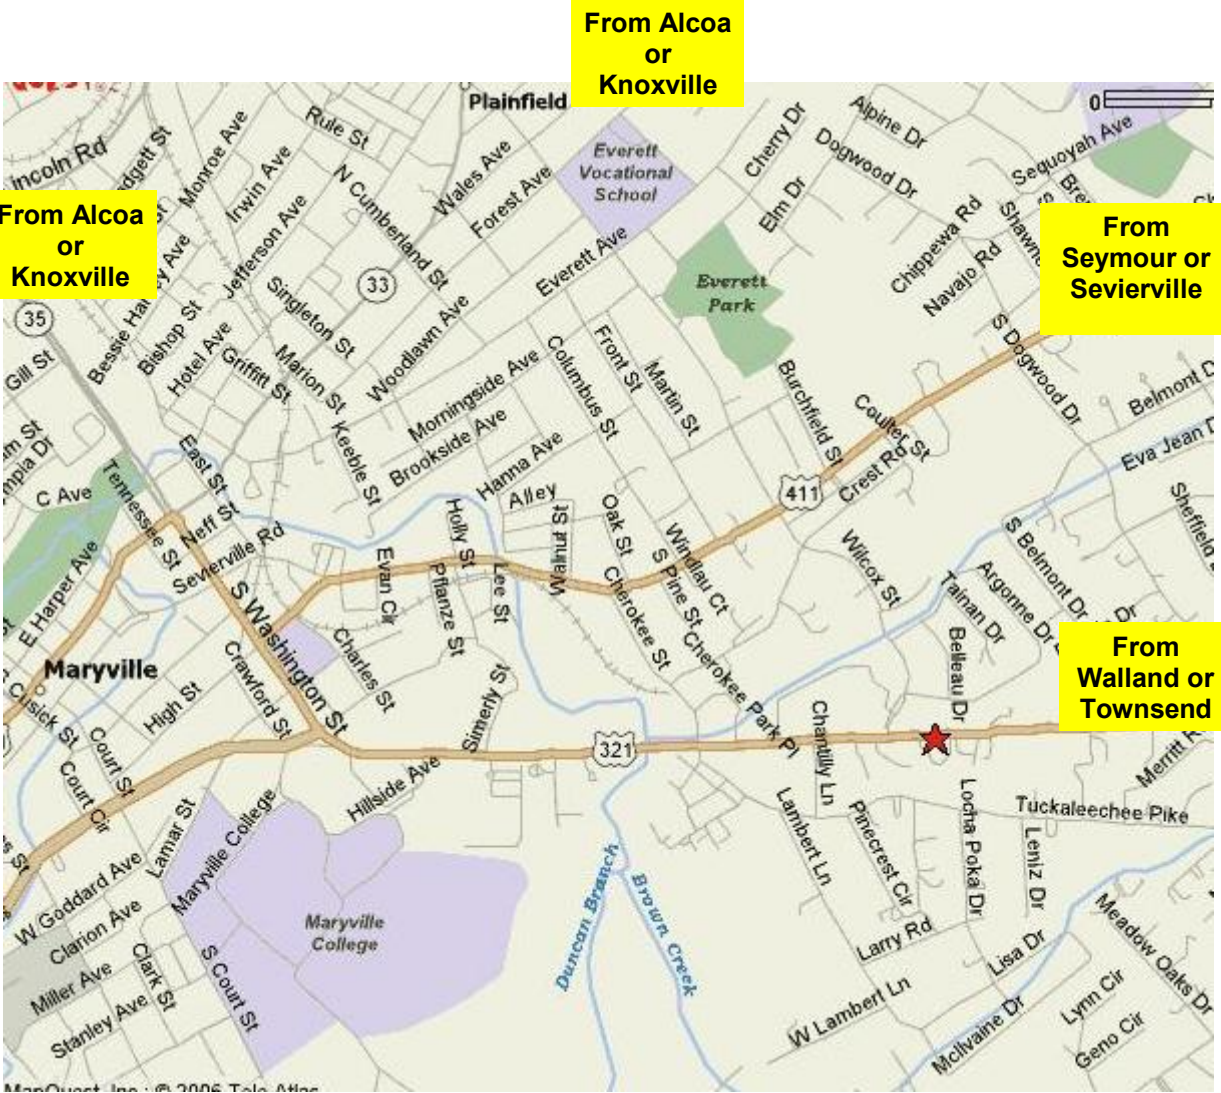 From Alcoa
or
Knoxville
Plainfield
0
Rule St
Lincoln Rd
Monroe Ave
Irwin Ave
Jefferson Ave
N Cumberland St
Wales Ave
Forest Ave
Everett
Vocational
School
Cherry Dr
Alpine Dr
Dogwood Dr
Elm Dr
Sequoyah Ave
Chippewa Rd
Navajo Rd
From Alcoa
or
Knoxville
From
Seymour or
Sevierville
33
35
Everett Ave
Everett
Park
Singleton St
Bishop St
Hotel Ave
Griffitt St
Marion St
Woodlawn Ave
Gill St
Morningside Ave
Brookside Ave
Hanna Ave
Columbus St
Front St
Martin St
Burchfield St
Coulter St
Crest Rd
S Dogwood Dr
Keeble St
Alley
411
C Ave
East St
Neff St
Tennessee St
Sevierville Rd
E Harper Ave
Evan Cir
Holly St
Pflanze St
Lee St
Walnut St
Oak St
Cherokee St
S Pine St
Windlau Ct
Wilcox St
Tainan Dr
Argonne Dr
S Belmont Dr
Belleau Dr
From
Walland or
Townsend
Maryville
S Washington St
Crawford St
Charles St
Simerly St
High St
Cusick St
Court St
Court Cir
Cherokee Park Pl
Chantilly Ln
321
Hillside Ave
Lamar St
Maryville College
W Goddard Ave
Clarion Ave
Miller Ave
Clark St
Stanley Ave
S Court St
Maryville
College
Duncan Branch
Brown Creek
Lambert Ln
Pinecrest Cir
Locha Poka Dr
Leniz Dr
Tuckaleechee Pike
Larry Rd
Lisa Dr
W Lambert Ln
McIlvaine Dr
Lynn Cir
Geno Cir
Meadow Oaks Dr
MapQuest, Inc.; © 2006 Tele Atlas